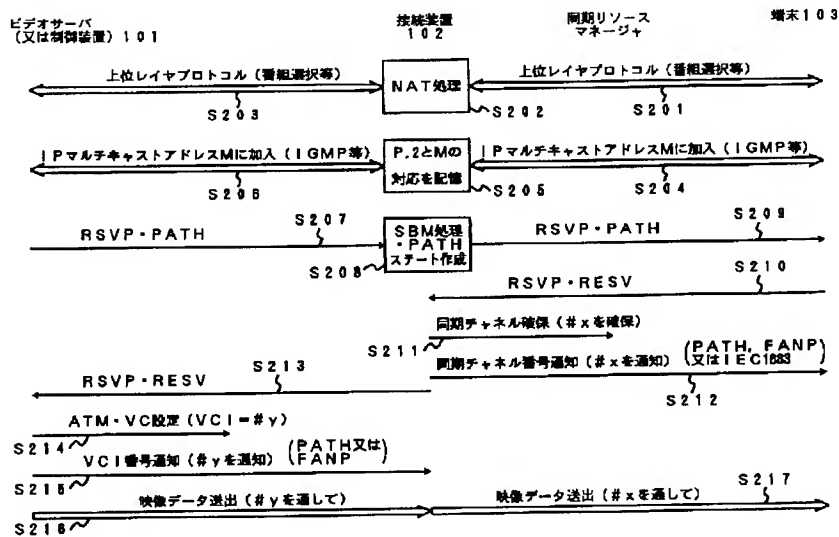 ビデオサーバ
(又は制御装置) 101
接続装置
102
同期リソース
マネージャ
端末103
上位レイヤプロトコル (番組選択等)
NAT処理
上位レイヤプロトコル (番組選択等)
S203
S202
S201
IPマルチキャストアドレスMに加入 (IGMP等)
P.2とMの
対応を記憶
IPマルチキャストアドレスMに加入 (IGMP等)
S206
S205
S204
S207
S209
RSVP・PATH
SBM処理
・PATH
ステート作成
RSVP・PATH
S208
S210
RSVP・RESV
同期チャネル確保 (#xを確保)
S211
S213
同期チャネル番号通知 (#xを通知)
(PATH, FANP)
又はIEC1883
RSVP・RESV
S212
ATM・VC設定 (VCI=#y)
S214
VCI番号通知 (#yを通知)
(PATH又は)
FANP
S215
S217
映像データ送出 (#yを通して)
映像データ送出 (#xを通して)
S216